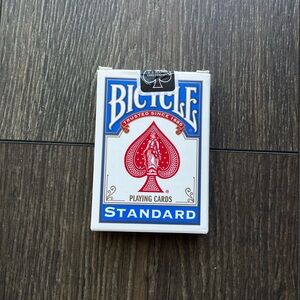 BICYCLE
TRUSTED SINCE 1885
®
PLAYING CARDS
STANDARD